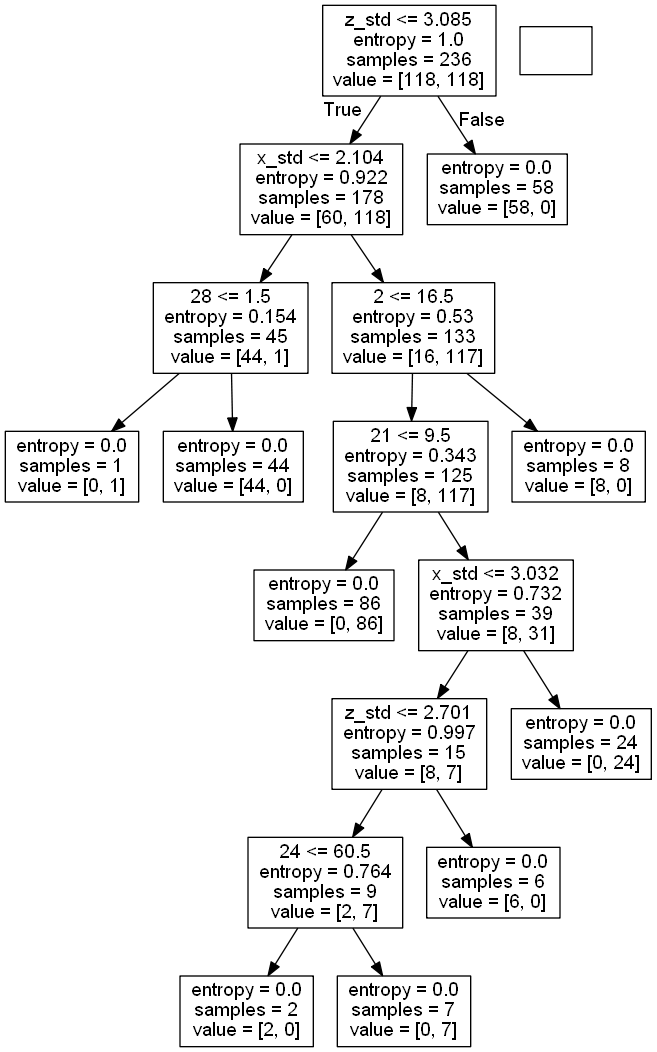 z_std <= 3.085
entropy = 1.0
samples = 236
value = [118, 118]
True
False
x_std <= 2.104
entropy = 0.922
samples = 178
value = [60, 118]
entropy = 0.0
samples = 58
value = [58, 0]
28 <= 1.5
entropy = 0.154
samples = 45
value = [44, 1]
2 <= 16.5
entropy = 0.53
samples = 133
value = [16, 117]
entropy = 0.0
samples = 1
value = [0, 1]
entropy = 0.0
samples = 44
value = [44, 0]
21 <= 9.5
entropy = 0.343
samples = 125
value = [8, 117]
entropy = 0.0
samples = 8
value = [8, 0]
entropy = 0.0
samples = 86
value = [0, 86]
x_std <= 3.032
entropy = 0.732
samples = 39
value = [8, 31]
z_std <= 2.701
entropy = 0.997
samples = 15
value = [8, 7]
entropy = 0.0
samples = 24
value = [0, 24]
24 <= 60.5
entropy = 0.764
samples = 9
value = [2, 7]
entropy = 0.0
samples = 6
value = [6, 0]
entropy = 0.0
samples = 2
value = [2, 0]
entropy = 0.0
samples = 7
value = [0, 7]